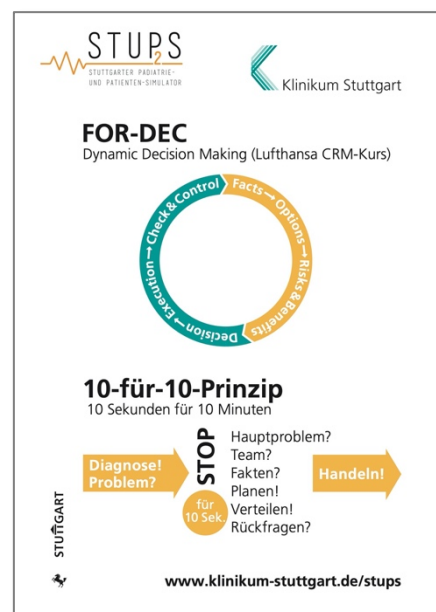 STUPS
2
STUTTGARTER PÄDIATRIE-
UND PATIENTEN-SIMULATOR
Klinikum Stuttgart
FOR-DEC
Dynamic Decision Making (Lufthansa CRM-Kurs)
Facts→Options→Risks&Benefits
Decision→Execution→Check&Control
10-für-10-Prinzip
10 Sekunden für 10 Minuten
Diagnose!
Problem?
STOP
für
10 Sek.
Hauptproblem?
Team?
Fakten?
Planen!
Verteilen!
Rückfragen?
Handeln!
STUTTGART
www.klinikum-stuttgart.de/stups